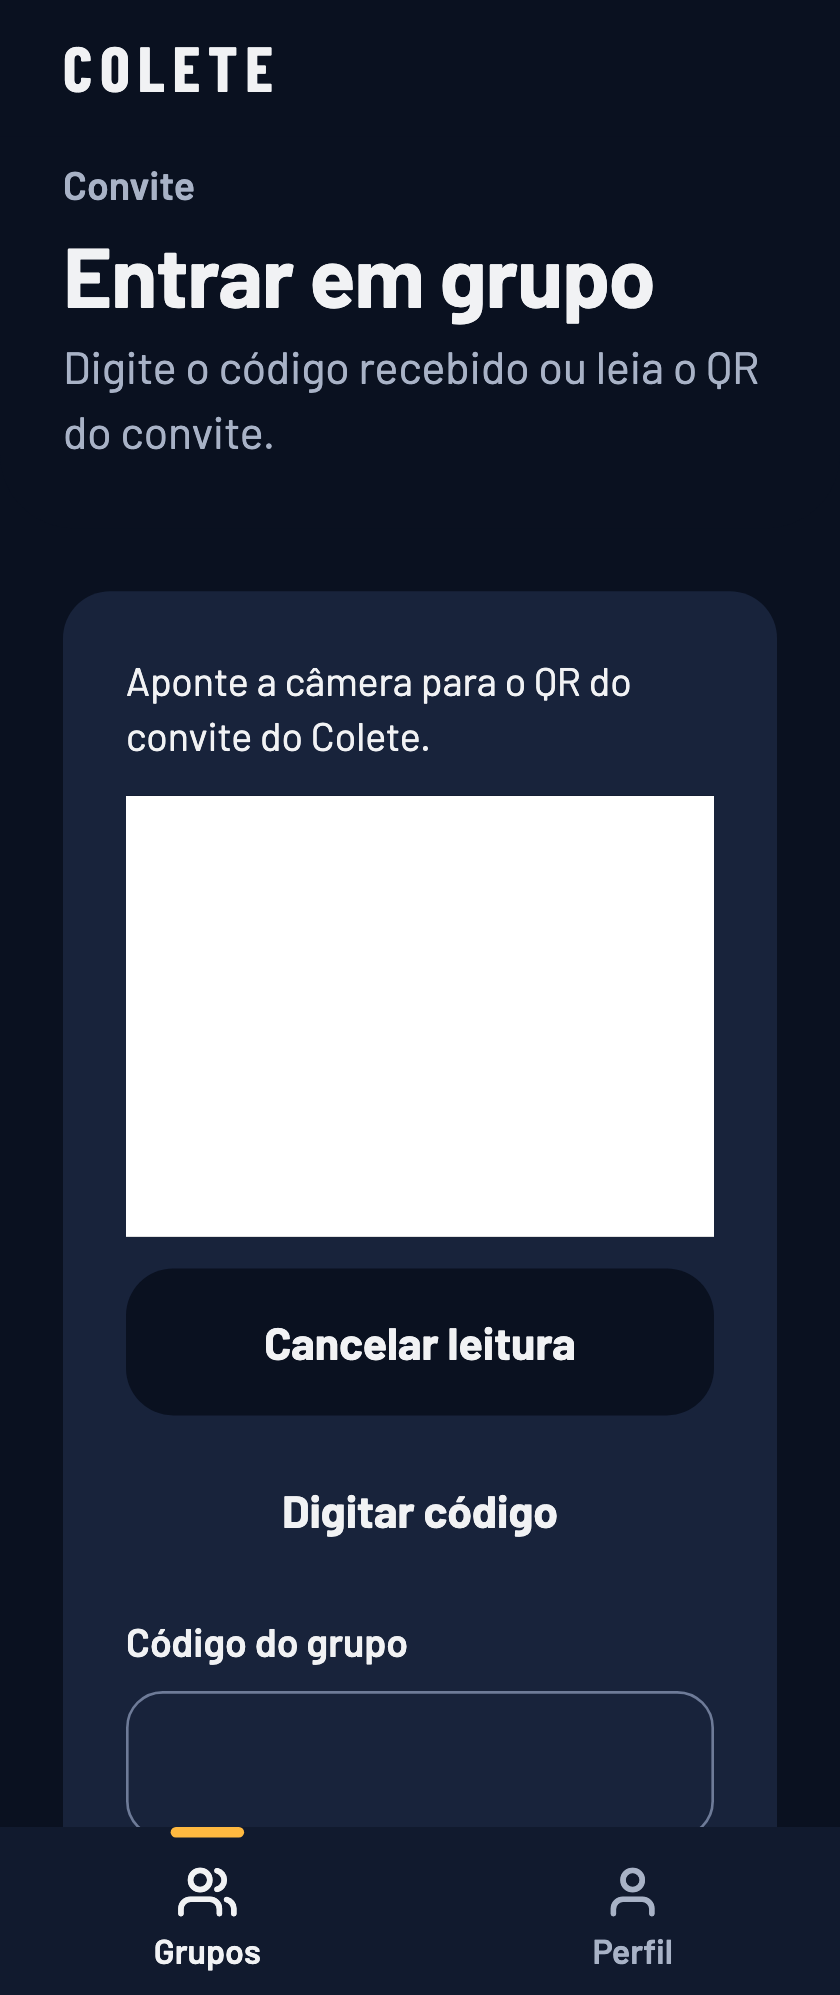 COLETE
Convite
Entrar em grupo
Digite o código recebido ou leia o QR
do convite.
Aponte a câmera para o QR do
convite do Colete.
Cancelar leitura
Digitar código
Código do grupo
Grupos
Perfil